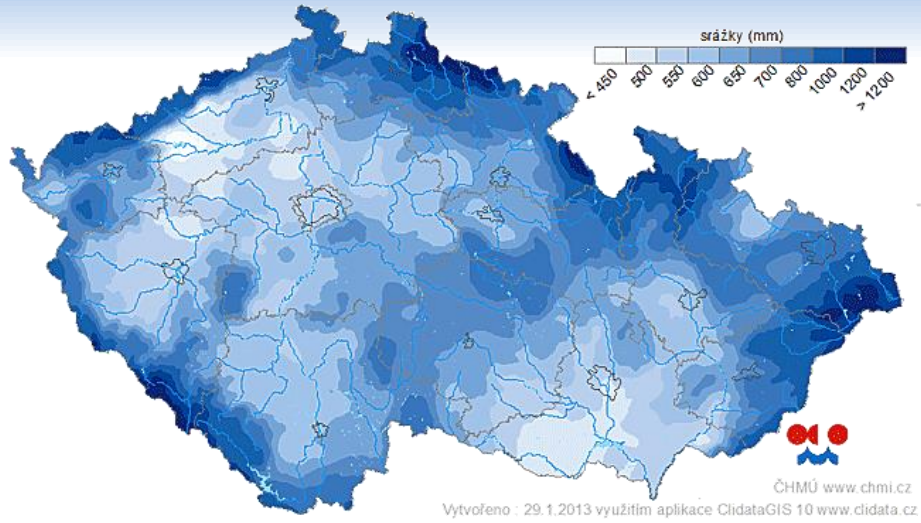 srážky (mm)
< 450 500 550 600 650 700 800 1000 1200 > 1200
ČHMÚ www.chmi.cz
Vytvořeno : 29.1.2013 využitím aplikace ClidataGIS 10 www.clidata.cz